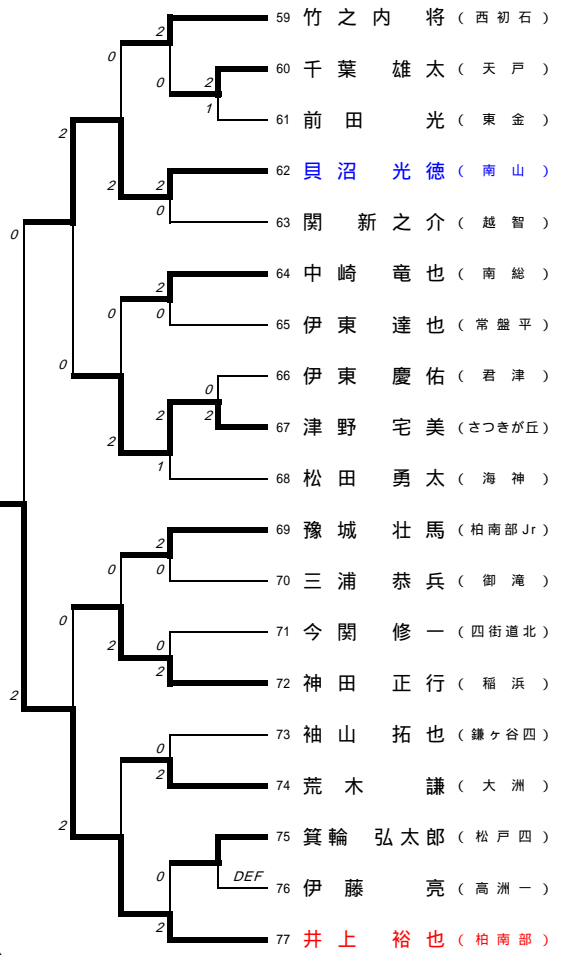 59 竹之内 将 (西初石)
60 千葉 雄太 (天戸)
61 前田 光 (東金)
62 貝沼 光徳 (南山)
63 関 新之介 (越智)
64 中崎 竜也 (南総)
65 伊東 達也 (常盤平)
66 伊東 慶佑 (君津)
67 津野 宅美 (さつきが丘)
68 松田 勇太 (海神)
69 豫城 壮馬 (柏南部Jr)
70 三浦 恭兵 (御滝)
71 今関 修一 (四街道北)
72 神田 正行 (稲浜)
73 袖山 拓也 (鎌ヶ谷四)
74 荒木 謙 (大洲)
75 箕輪 弘太郎 (松戸四)
76 伊藤 亮 (高洲一)
77 井上 裕也 (柏南部)
2
0
0
2
1
2
2
2
0
0
2
0
0
0
0
2
2
2
1
2
0
0
0
2
0
2
2
0
2
2
0
DEF
2